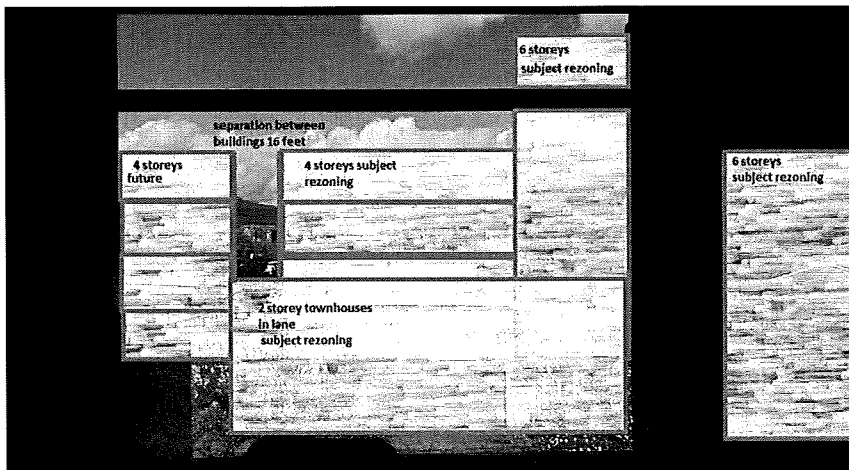 6 storeys
subject rezoning
separation between
buildings 16 feet
4 storeys
future
4 storeys subject
rezoning
6 storeys
subject rezoning
2 storey townhouses
in lane
subject rezoning